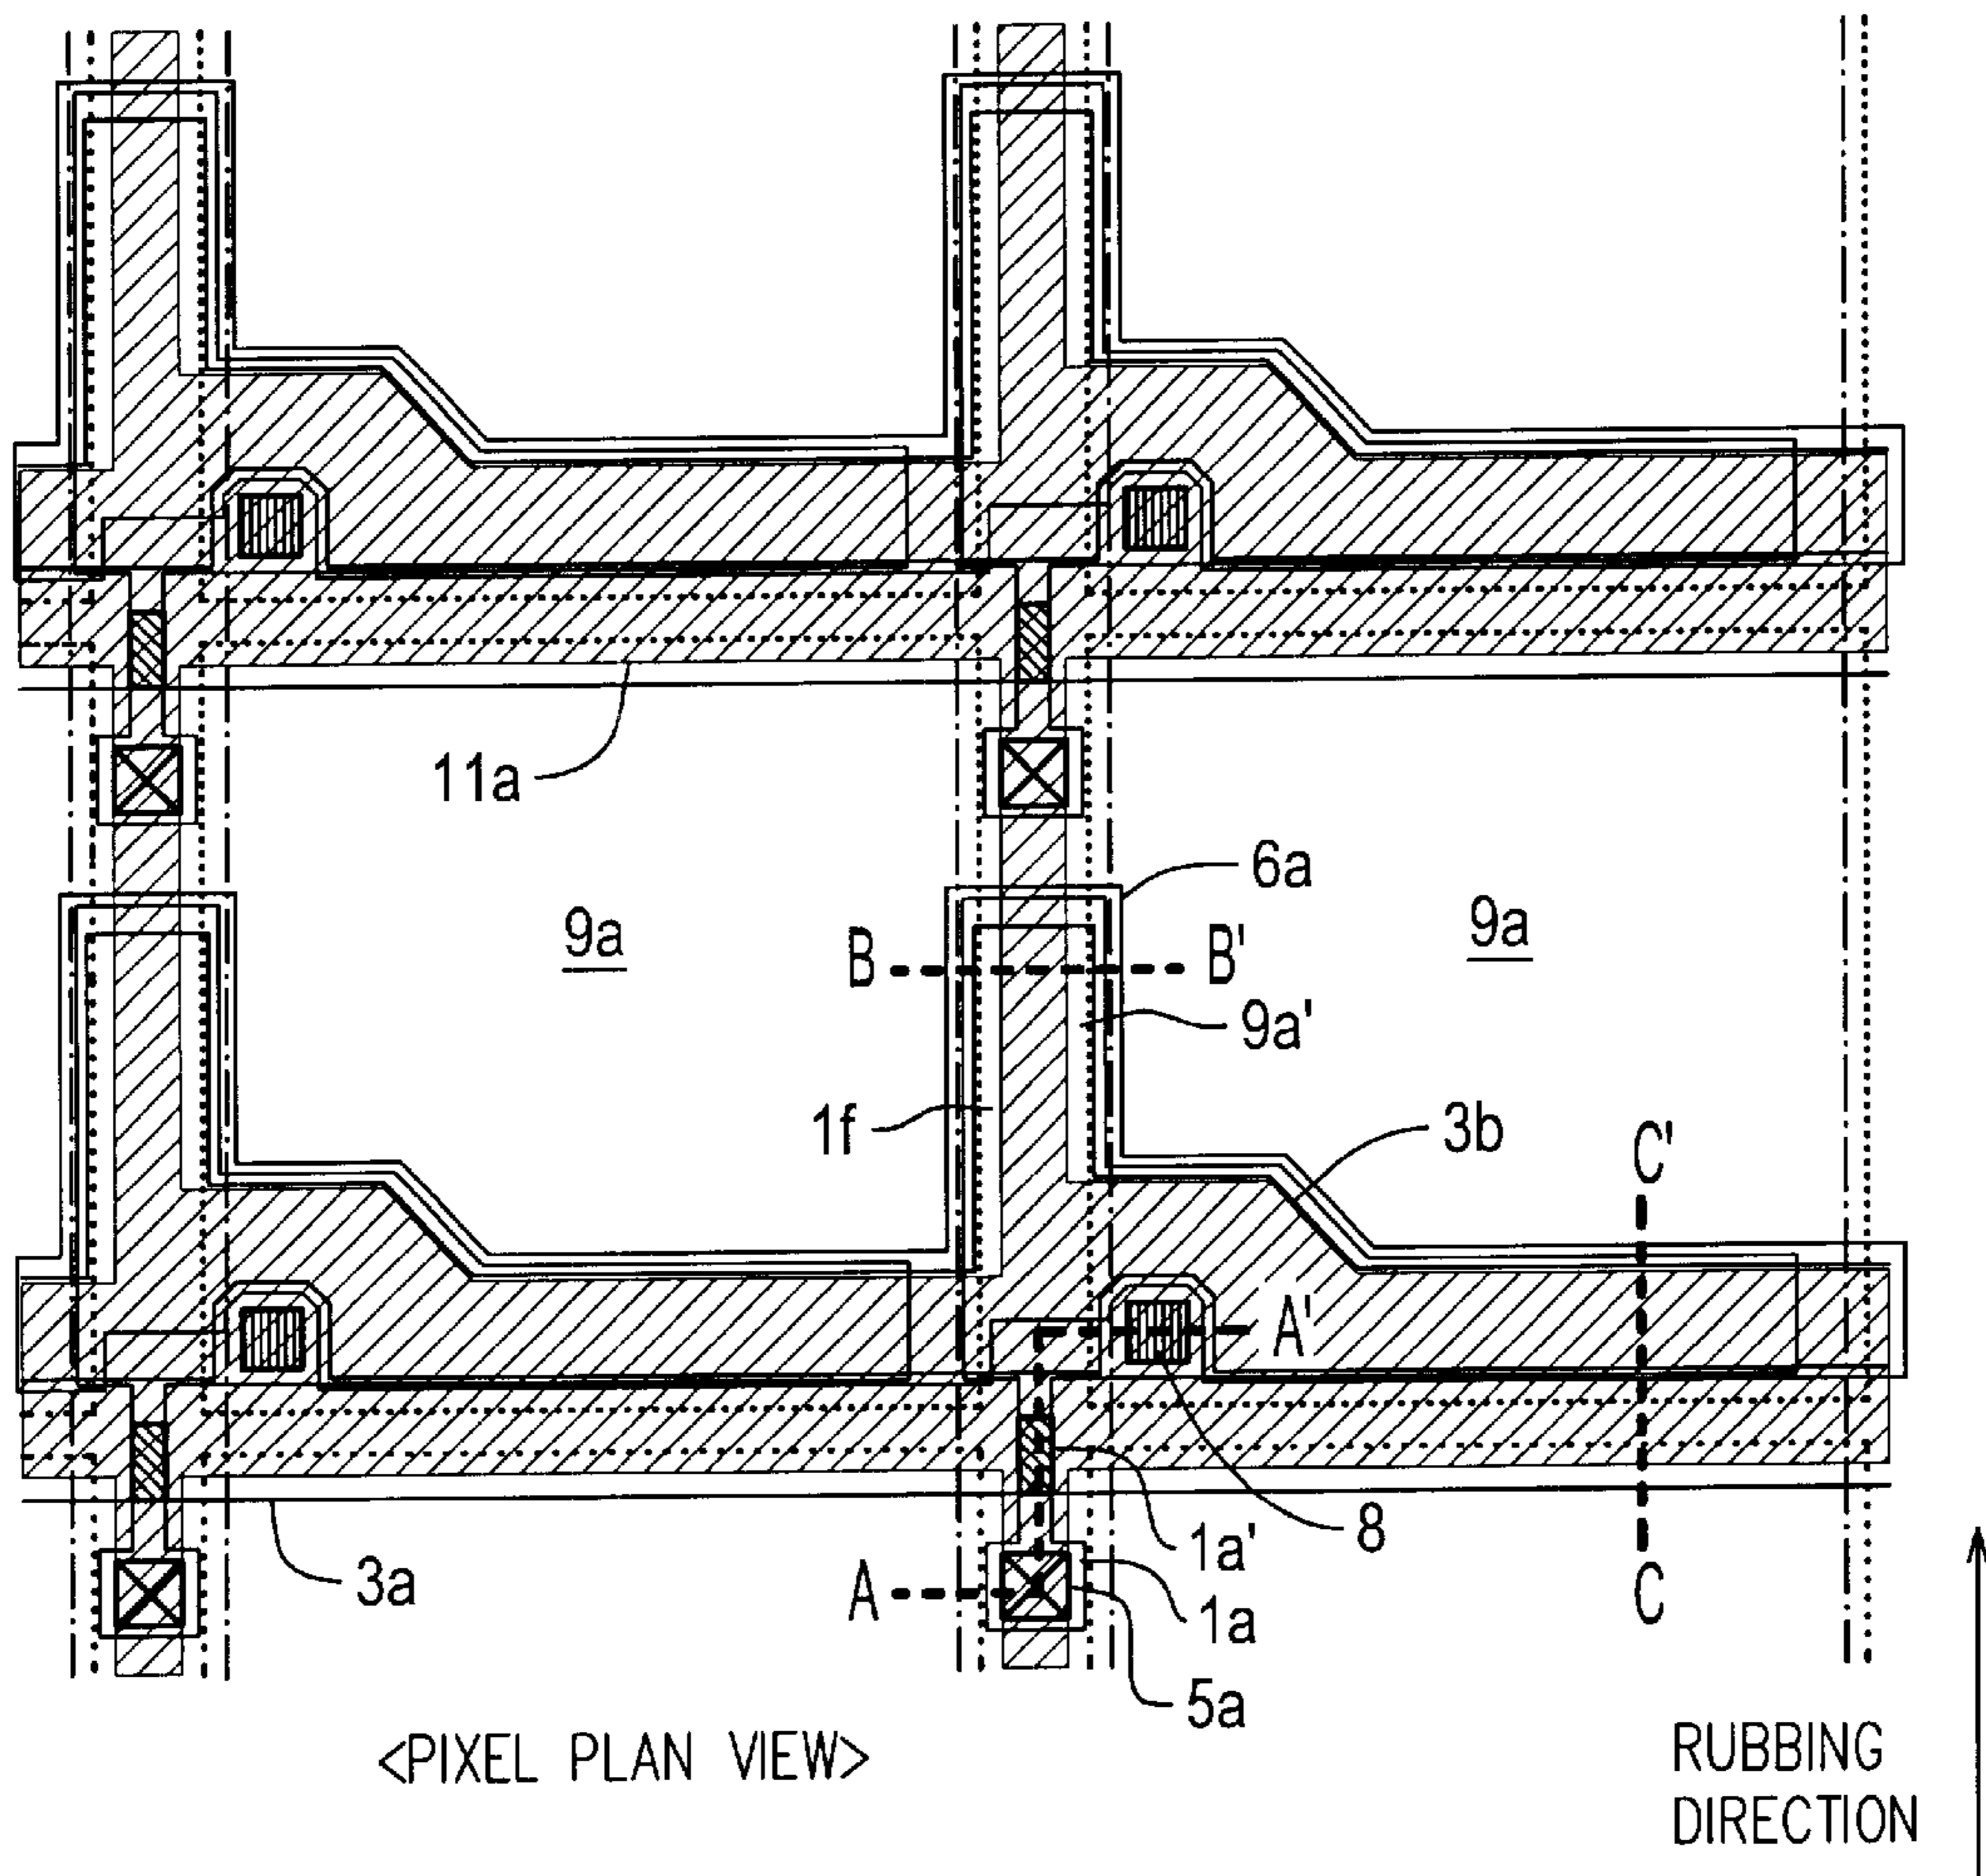 11a
6a
9a
9a
B
B'
9a'
1f
3b
C'
A'
8
1a'
3a
A
1a
C
5a
<PIXEL PLAN VIEW>
RUBBING
DIRECTION